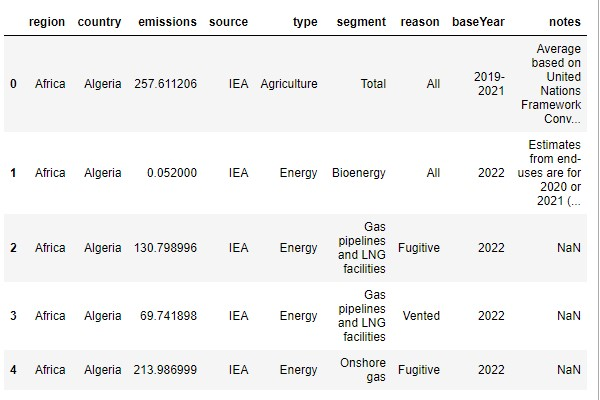 region country emissions source type segment reason baseYear notes
0 Africa Algeria 257.611206 IEA Agriculture Total All 2019-2021 Average based on United Nations Framework Conv...
1 Africa Algeria 0.052000 IEA Energy Bioenergy All 2022 Estimates from end-uses are for 2020 or 2021 (...
2 Africa Algeria 130.798996 IEA Energy Gas pipelines and LNG facilities Fugitive 2022 NaN
3 Africa Algeria 69.741898 IEA Energy Gas pipelines and LNG facilities Vented 2022 NaN
4 Africa Algeria 213.986999 IEA Energy Onshore gas Fugitive 2022 NaN